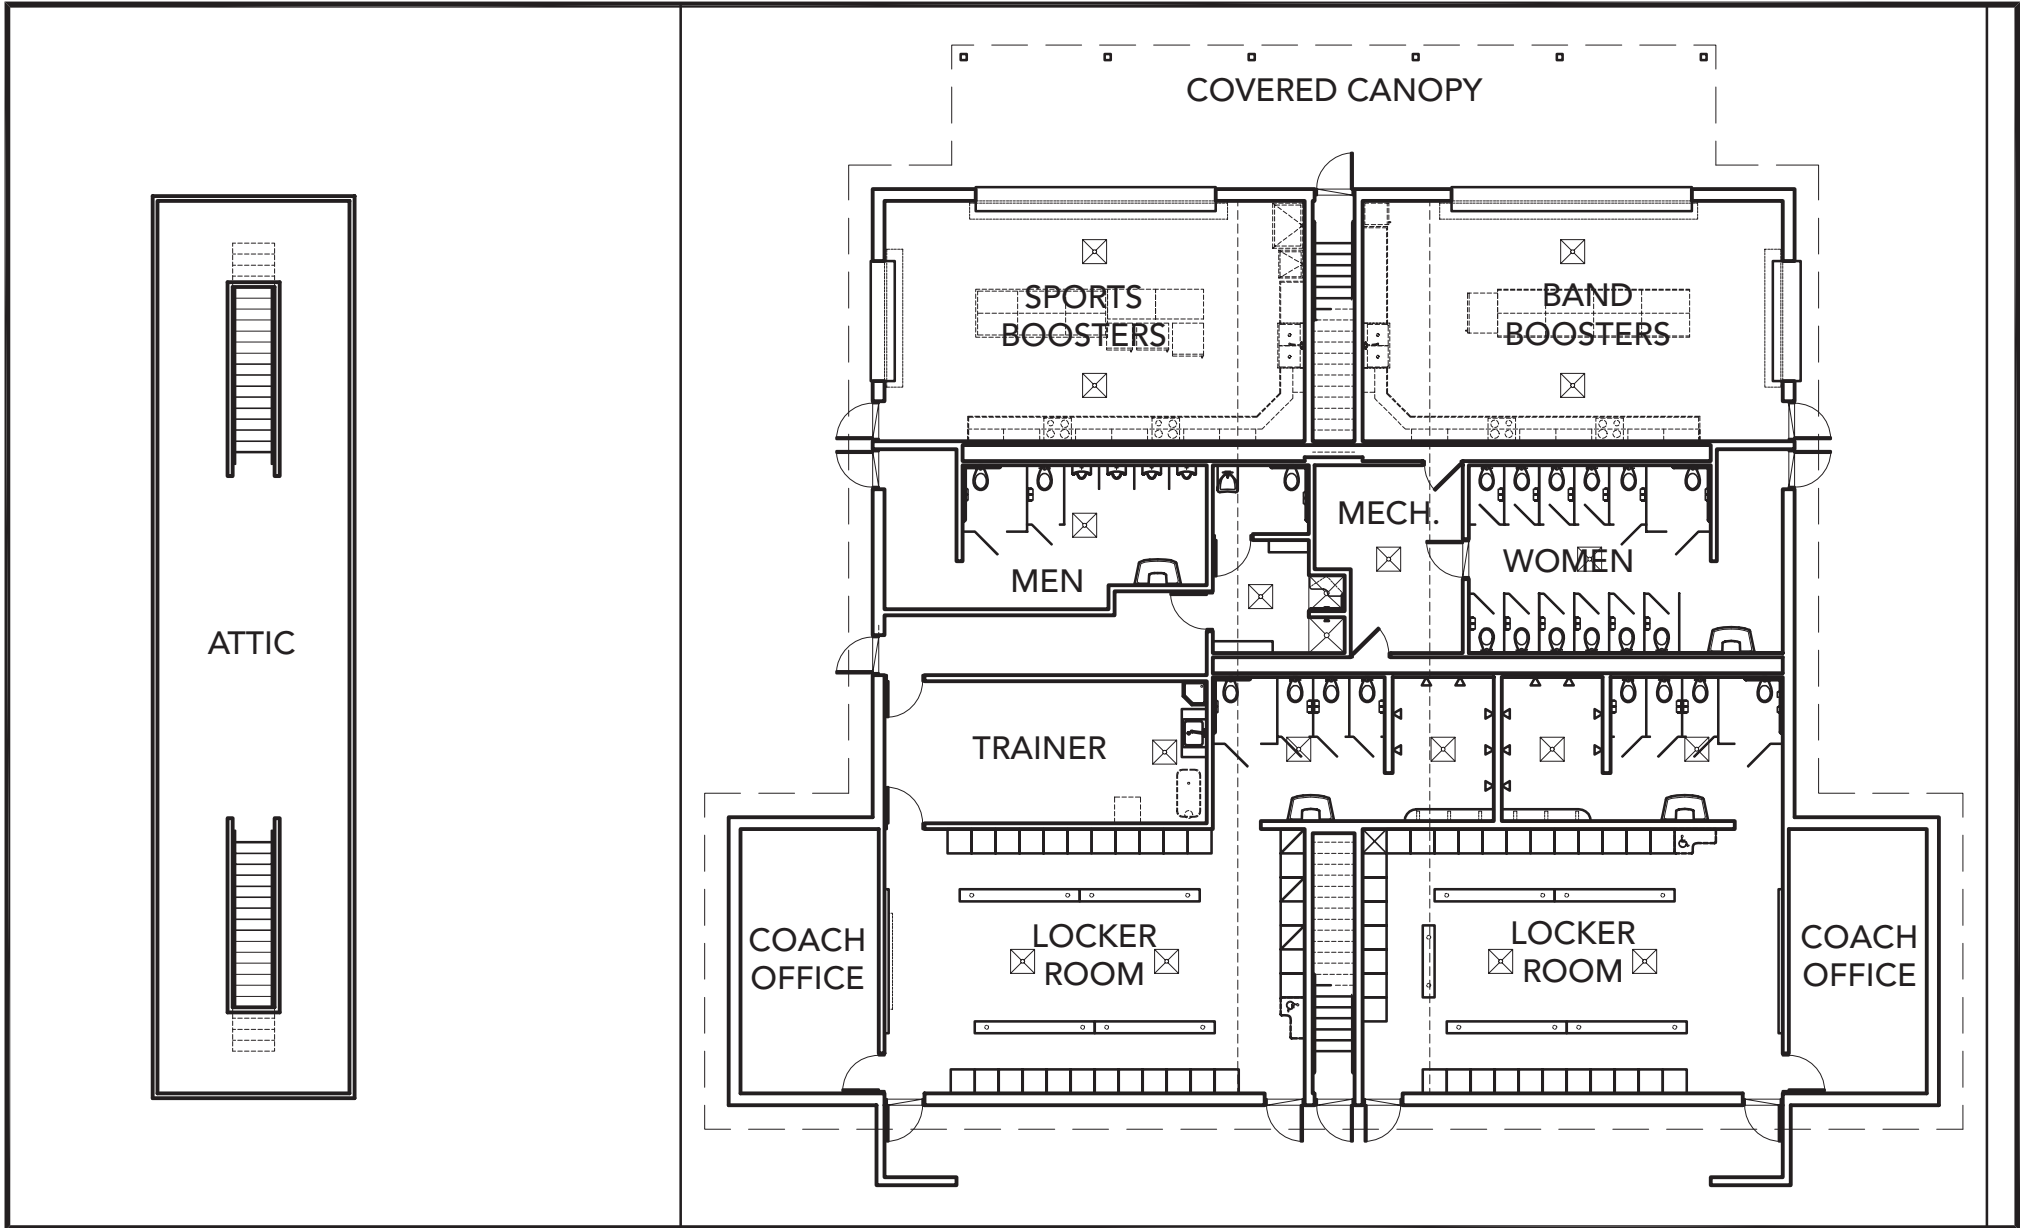 COVERED CANOPY
SPORTS
BOOSTERS
BAND
BOOSTERS
MECH.
WOMEN
MEN
ATTIC
TRAINER
COACH
OFFICE
LOCKER
ROOM
LOCKER
ROOM
COACH
OFFICE